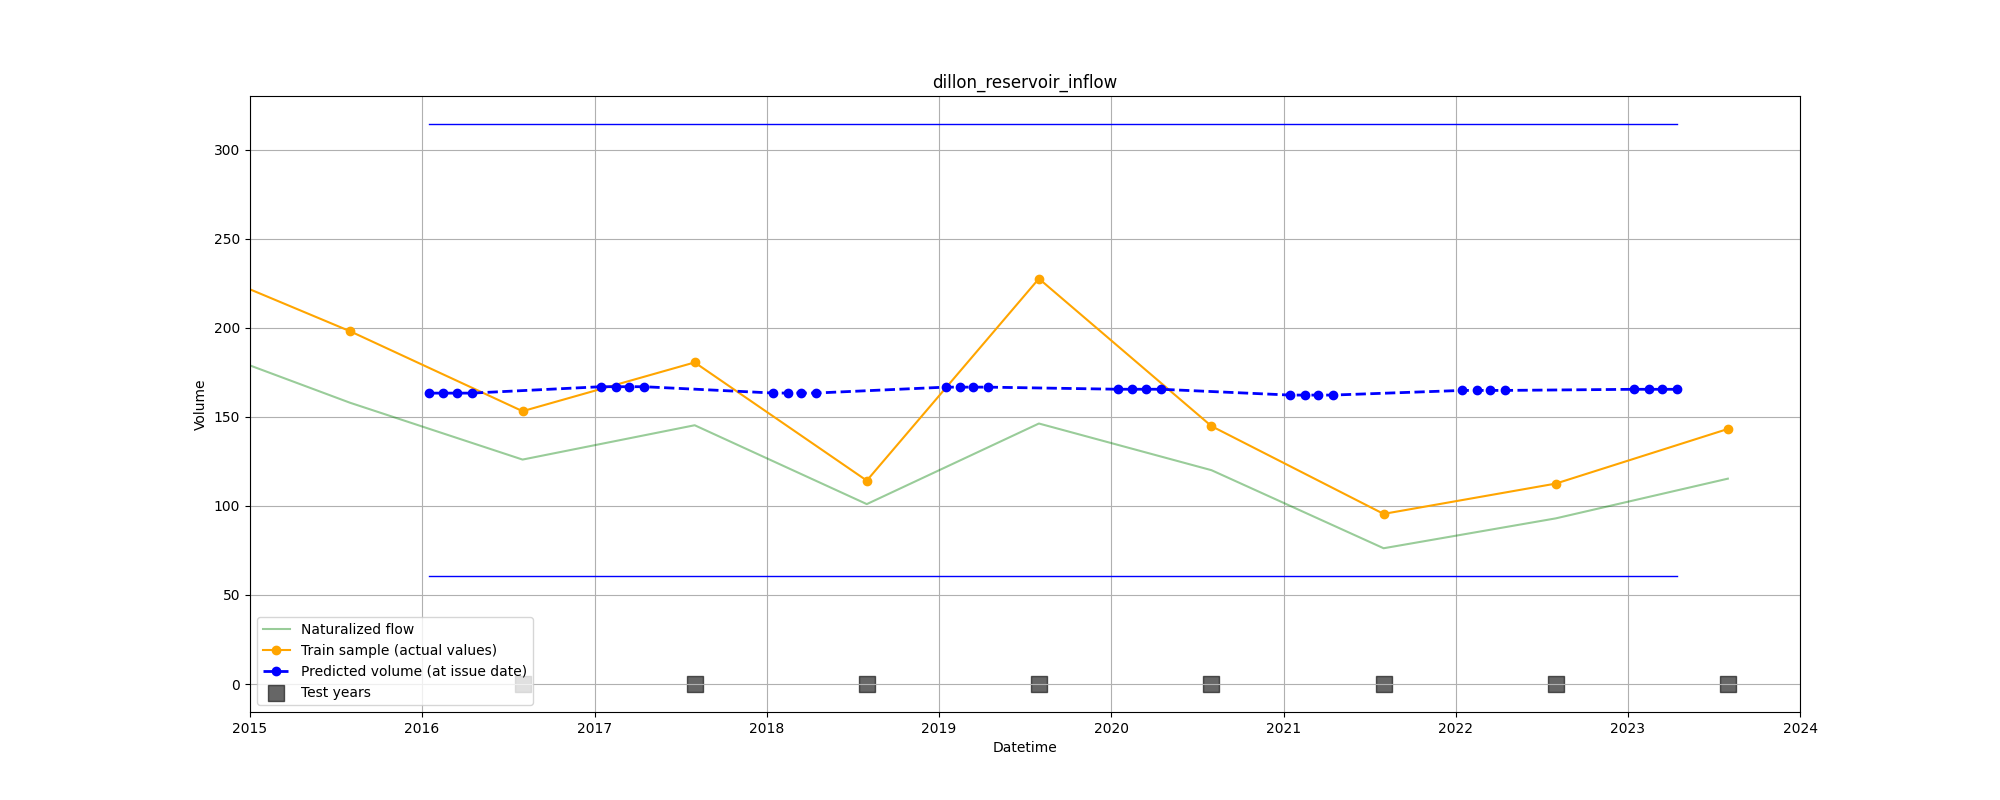 dillon_reservoir_inflow
300
250
200
150
100
50
0
Volume
Naturalized flow
Train sample (actual values)
Predicted volume (at issue date)
Test years
2015 2016 2017 2018 2019 2020 2021 2022 2023 2024
Datetime